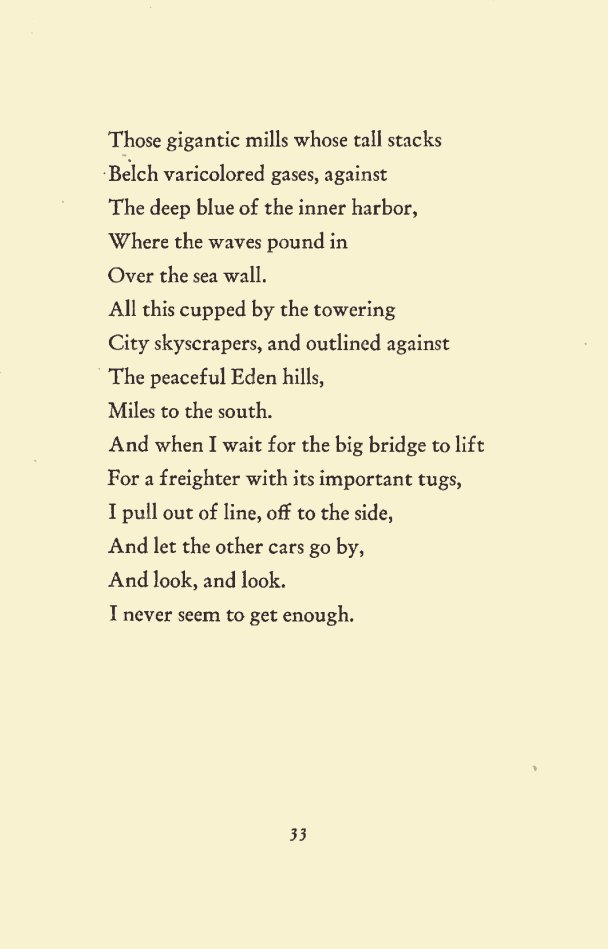 Those gigantic mills whose tall stacks
Belch varicolored gases, against
The deep blue of the inner harbor,
Where the waves pound in
Over the sea wall.
All this cupped by the towering
City skyscrapers, and outlined against
The peaceful Eden hills,
Miles to the south.
And when I wait for the big bridge to lift
For a freighter with its important tugs,
I pull out of line, off to the side,
And let the other cars go by,
And look, and look.
I never seem to get enough.
33